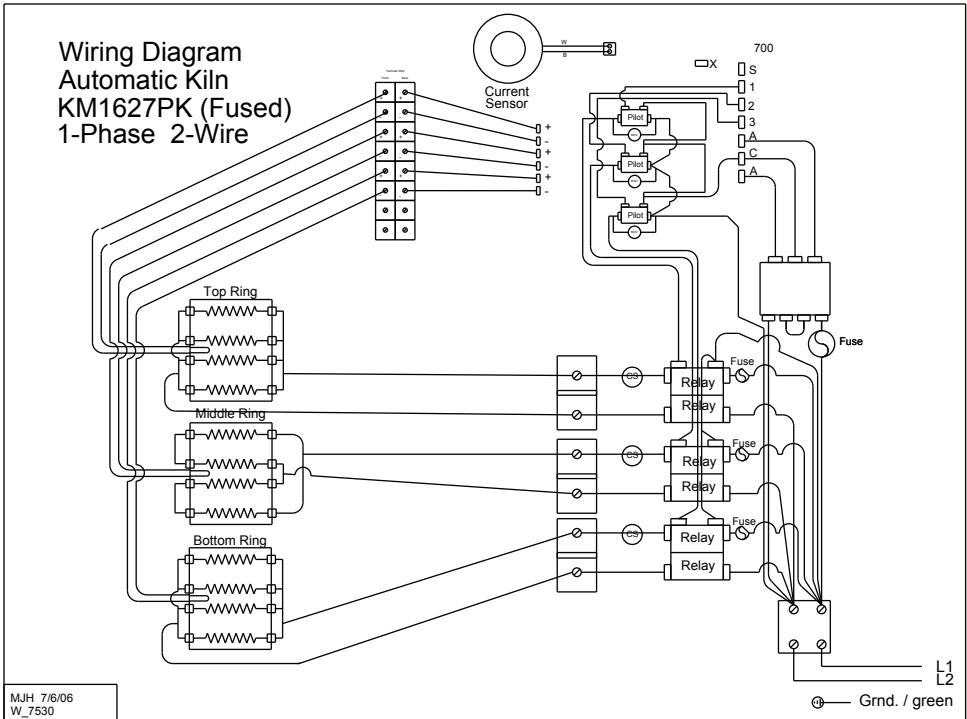 Wiring Diagram
Automatic Kiln
KM1627PK (Fused)
1-Phase 2-Wire
W
B
Current
Sensor
700
X
S
1
2
3
A
C
A
+
-
+
-
+
-
Pilot
Pilot
Pilot
Top Ring
Middle Ring
Bottom Ring
CS
CS
CS
Relay
Relay
Relay
Relay
Relay
Relay
Fuse
Fuse
Fuse
Fuse
L1
L2
Grnd. / green
MJH 7/6/06
W_7530